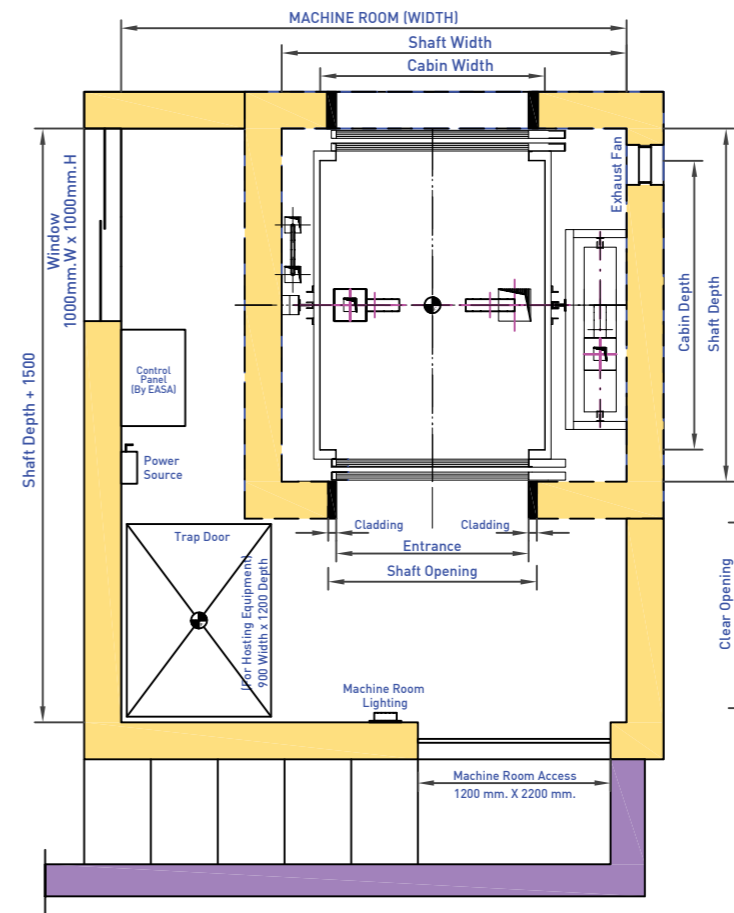 MACHINE ROOM (WIDTH)
Shaft Width
Cabin Width
Exhaust Fan
Window
1000mm.W x 1000mm.H
Cabin Depth
Shaft Depth
Shaft Depth + 1500
Control
Panel
(By EASA)
Power
Source
Cladding
Cladding
Entrance
Shaft Opening
Trap Door
(For Hosting Equipment)
900 Width x 1200 Depth
Clear Opening
Machine Room
Lighting
Machine Room Access
1200 mm. X 2200 mm.